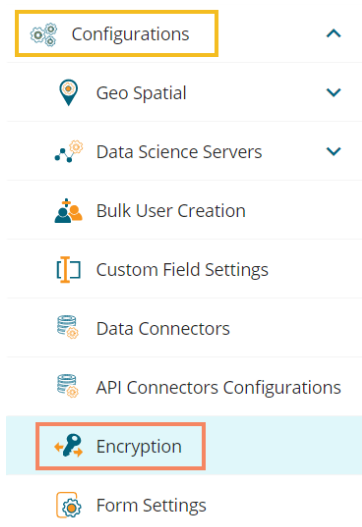 Configurations
Geo Spatial
Data Science Servers
Bulk User Creation
Custom Field Settings
Data Connectors
API Connectors Configurations
Encryption
Form Settings